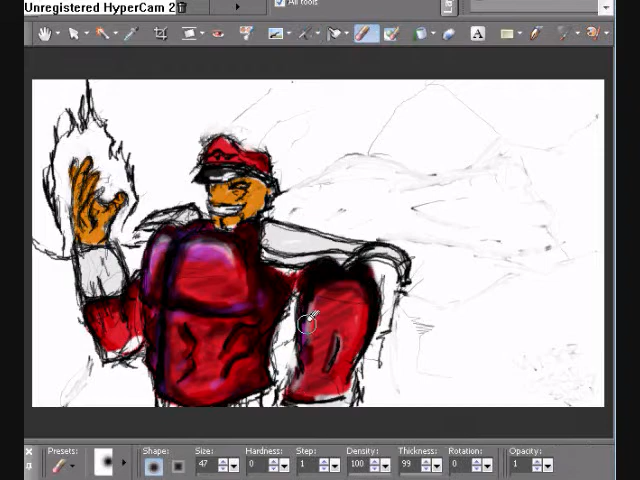 Unregistered HyperCam 2
All tools
A
Presets:
Shape:
Size:
Hardness:
Step:
Density:
Thickness:
Rotation:
Opacity:
47
0
1
100
99
0
1